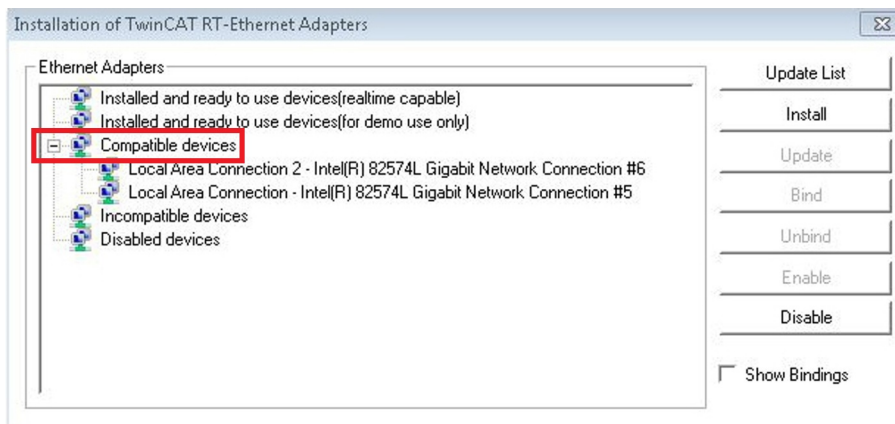 Installation of TwinCAT RT-Ethernet Adapters
Ethernet Adapters
Installed and ready to use devices(realtime capable)
Installed and ready to use devices(for demo use only)
Compatible devices
Local Area Connection 2 - Intel(R) 82574L Gigabit Network Connection #6
Local Area Connection - Intel(R) 82574L Gigabit Network Connection #5
Incompatible devices
Disabled devices
Update List
Install
Update
Bind
Unbind
Enable
Disable
Show Bindings